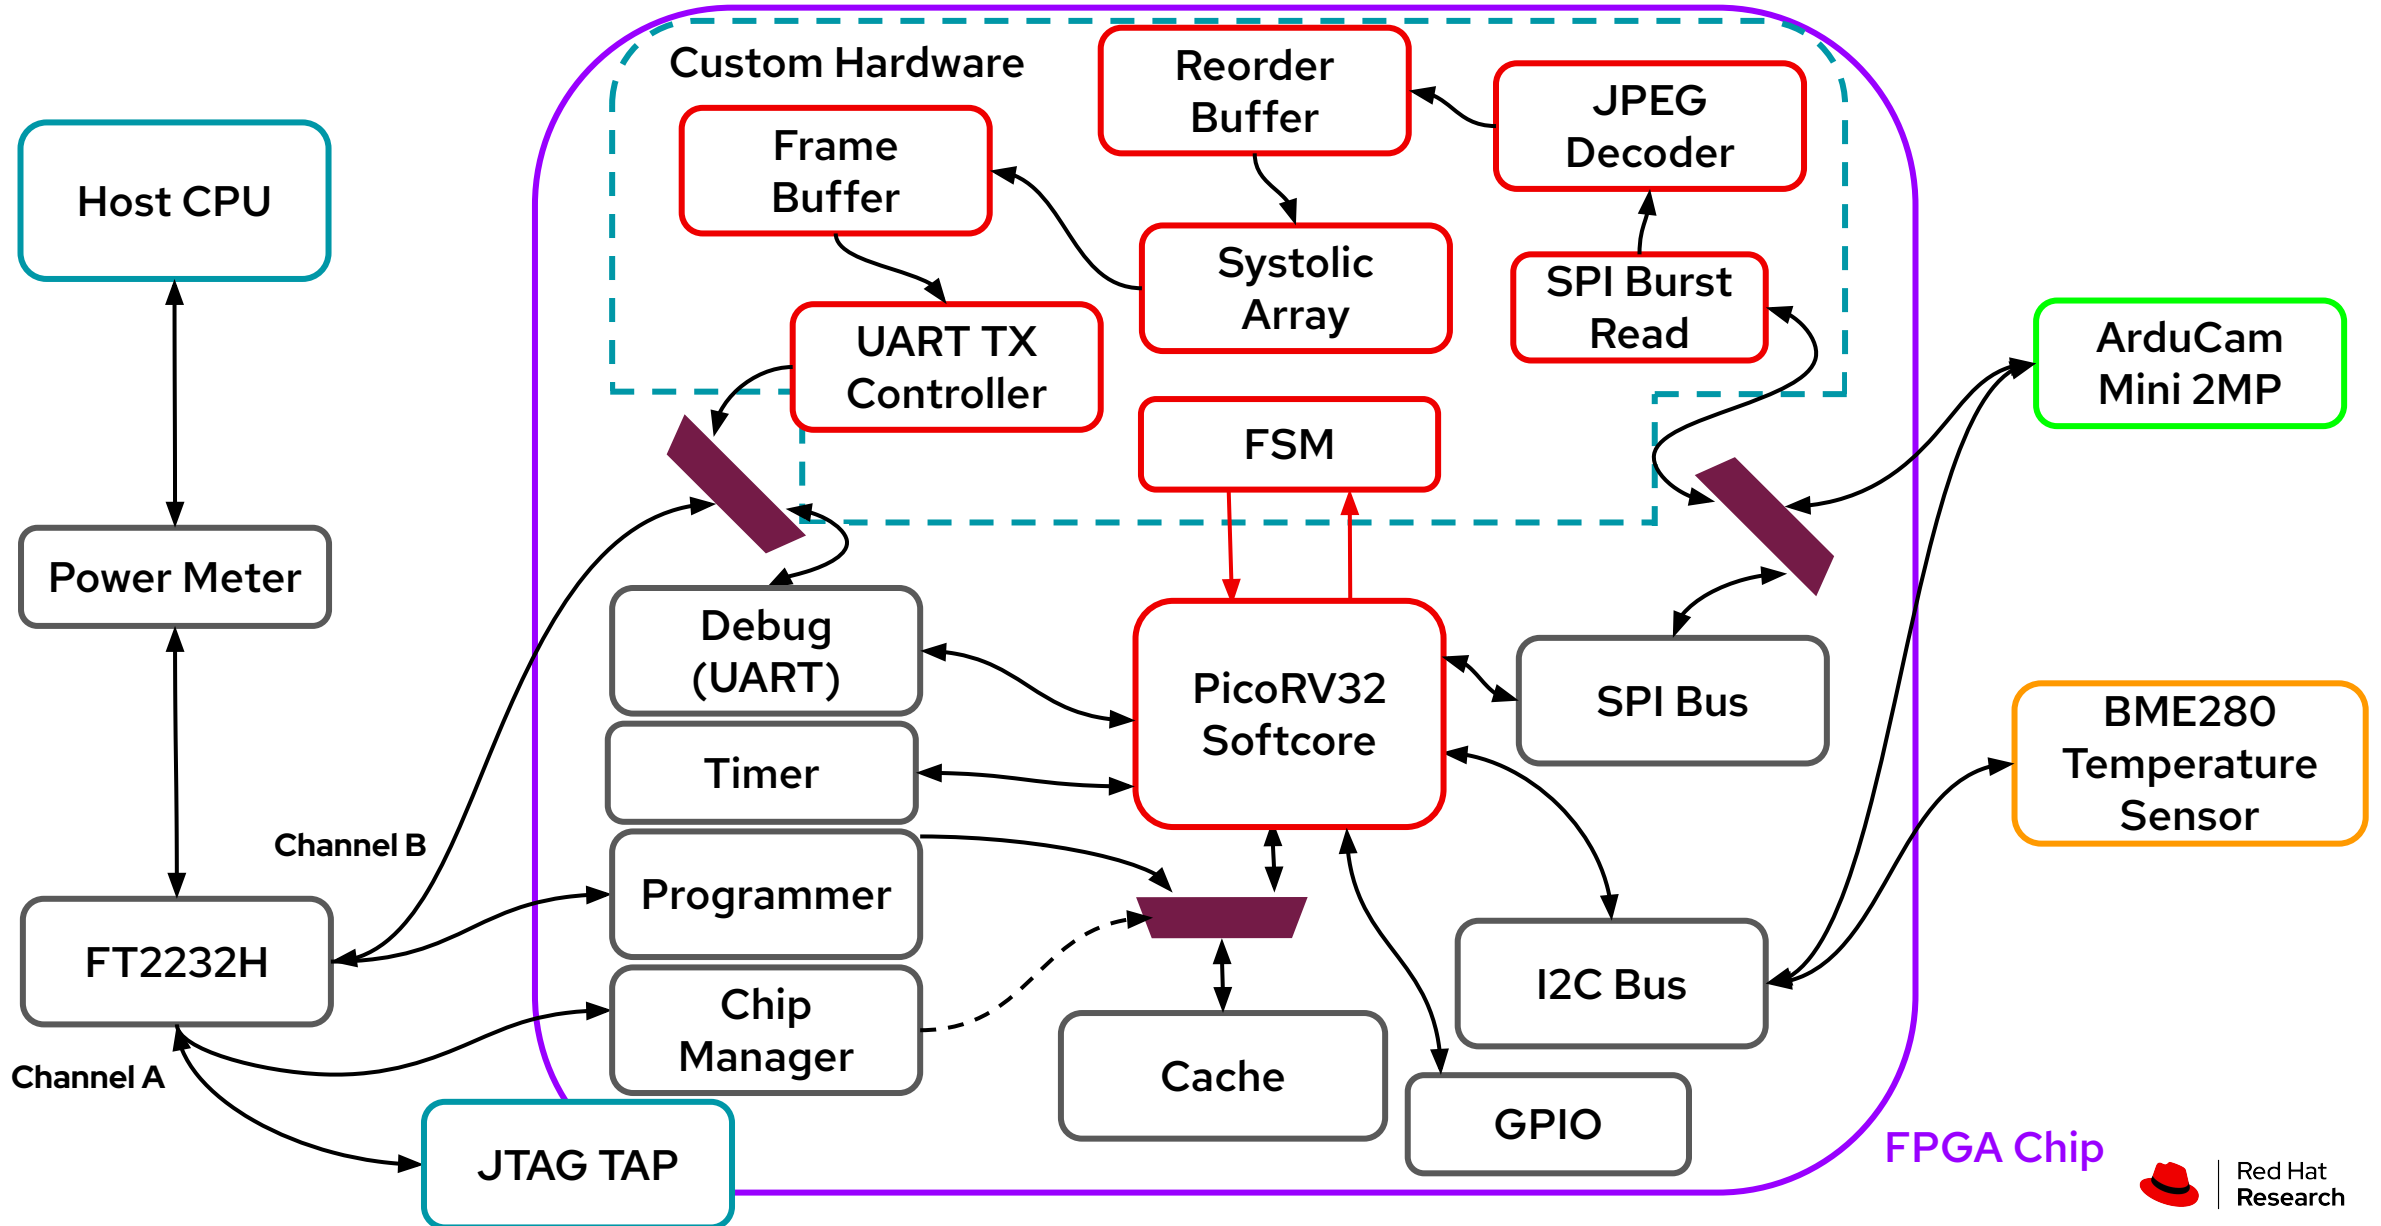 Custom Hardware
Reorder
Buffer
JPEG
Decoder
Frame
Buffer
Host CPU
Systolic
Array
SPI Burst
Read
UART TX
Controller
ArduCam
Mini 2MP
FSM
Power Meter
Debug
(UART)
PicoRV32
Softcore
SPI Bus
BME280
Temperature
Sensor
Timer
Channel B
Programmer
FT2232H
I2C Bus
Chip
Manager
Channel A
Cache
GPIO
JTAG TAP
FPGA Chip
Red Hat
Research